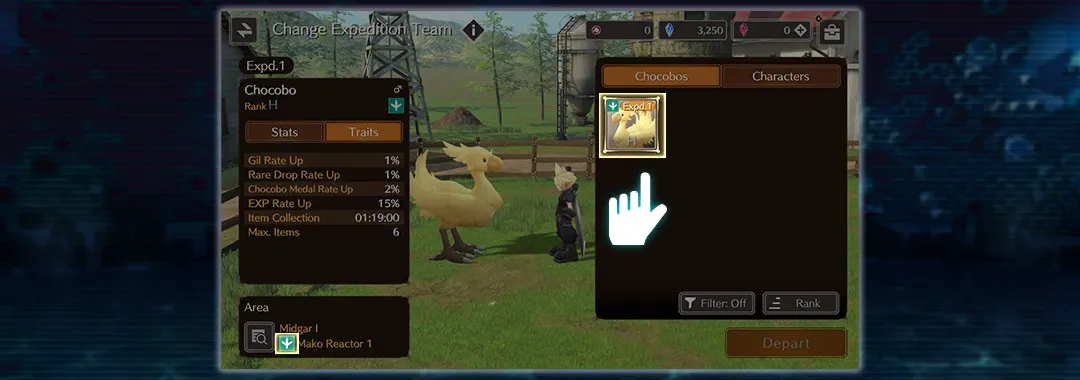 Change Expedition Team
0
3,250
0
Expd.1
Chocobo
Rank H
Stats
Traits
Gil Rate Up 1%
Rare Drop Rate Up 1%
Chocobo Medal Rate Up 2%
EXP Rate Up 15%
Item Collection 01:19:00
Max. Items 6
Area
Midgar I
Mako Reactor 1
Chocobos
Characters
Expd.1
H
Filter: Off
Rank
Depart